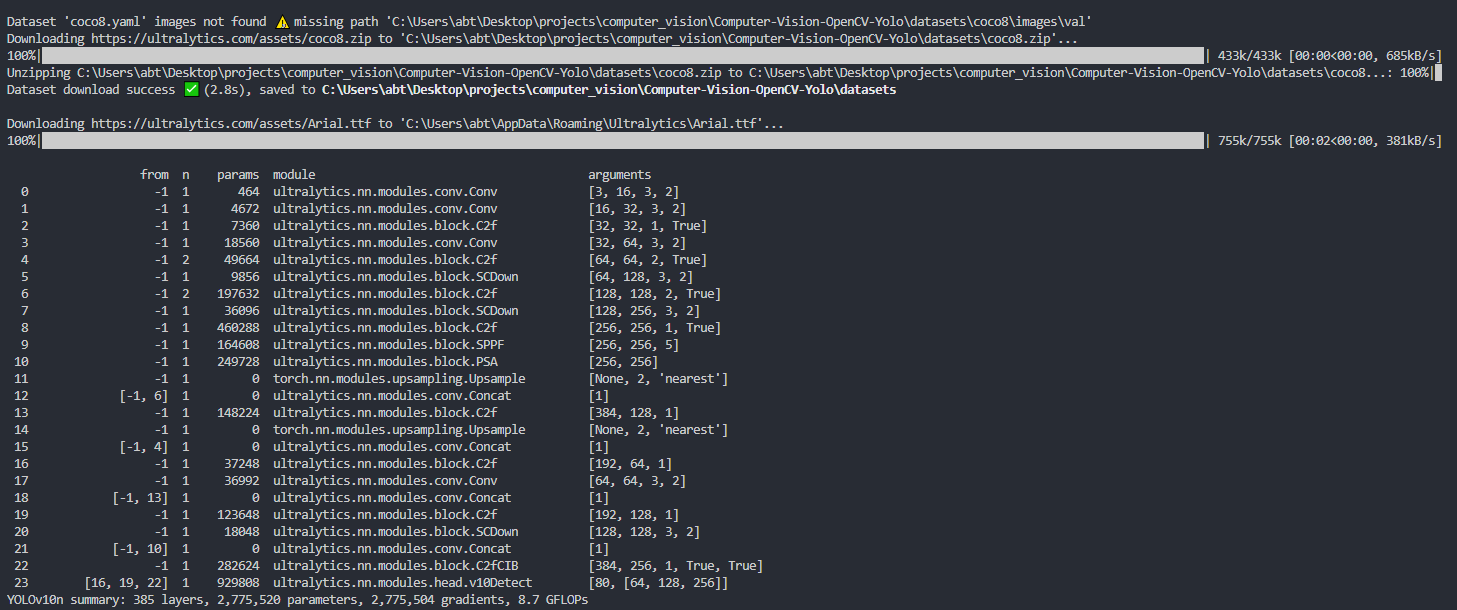 Dataset 'coco8.yaml' images not found ⚠️ missing path 'C:\Users\abt\Desktop\projects\computer_vision\Computer-Vision-OpenCV-Yolo\datasets\coco8\images\val'
Downloading https://ultralytics.com/assets/coco8.zip to 'C:\Users\abt\Desktop\projects\computer_vision\Computer-Vision-OpenCV-Yolo\datasets\coco8.zip'...
100%| | 433k/433k [00:00<00:00, 685kB/s]
Unzipping C:\Users\abt\Desktop\projects\computer_vision\Computer-Vision-OpenCV-Yolo\datasets\coco8.zip to C:\Users\abt\Desktop\projects\computer_vision\Computer-Vision-OpenCV-Yolo\datasets\coco8...: 100%|
Dataset download success ✅ (2.8s), saved to C:\Users\abt\Desktop\projects\computer_vision\Computer-Vision-OpenCV-Yolo\datasets
Downloading https://ultralytics.com/assets/Arial.ttf to 'C:\Users\abt\AppData\Roaming\Ultralytics\Arial.ttf'...
100%| | 755k/755k [00:02<00:00, 381kB/s]
from n params module arguments
0 -1 1 464 ultralytics.nn.modules.conv.Conv [3, 16, 3, 2]
1 -1 1 4672 ultralytics.nn.modules.conv.Conv [16, 32, 3, 2]
2 -1 1 7360 ultralytics.nn.modules.block.C2f [32, 32, 1, True]
3 -1 1 18560 ultralytics.nn.modules.conv.Conv [32, 64, 3, 2]
4 -1 2 49664 ultralytics.nn.modules.block.C2f [64, 64, 2, True]
5 -1 1 9856 ultralytics.nn.modules.block.SCDown [64, 128, 3, 2]
6 -1 2 197632 ultralytics.nn.modules.block.C2f [128, 128, 2, True]
7 -1 1 36096 ultralytics.nn.modules.block.SCDown [128, 256, 3, 2]
8 -1 1 460288 ultralytics.nn.modules.block.C2f [256, 256, 1, True]
9 -1 1 164608 ultralytics.nn.modules.block.SPPF [256, 256, 5]
10 -1 1 249728 ultralytics.nn.modules.block.PSA [256, 256]
11 -1 1 0 torch.nn.modules.upsampling.Upsample [None, 2, 'nearest']
12 [-1, 6] 1 0 ultralytics.nn.modules.conv.Concat [1]
13 -1 1 148224 ultralytics.nn.modules.block.C2f [384, 128, 1]
14 -1 1 0 torch.nn.modules.upsampling.Upsample [None, 2, 'nearest']
15 [-1, 4] 1 0 ultralytics.nn.modules.conv.Concat [1]
16 -1 1 37248 ultralytics.nn.modules.block.C2f [192, 64, 1]
17 -1 1 36992 ultralytics.nn.modules.conv.Conv [64, 64, 3, 2]
18 [-1, 13] 1 0 ultralytics.nn.modules.conv.Concat [1]
19 -1 1 123648 ultralytics.nn.modules.block.C2f [192, 128, 1]
20 -1 1 18048 ultralytics.nn.modules.block.SCDown [128, 128, 3, 2]
21 [-1, 10] 1 0 ultralytics.nn.modules.conv.Concat [1]
22 -1 1 282624 ultralytics.nn.modules.block.C2fCIB [384, 256, 1, True, True]
23 [16, 19, 22] 1 929808 ultralytics.nn.modules.head.v10Detect [80, [64, 128, 256]]
YOLOv10n summary: 385 layers, 2,775,520 parameters, 2,775,504 gradients, 8.7 GFLOPs